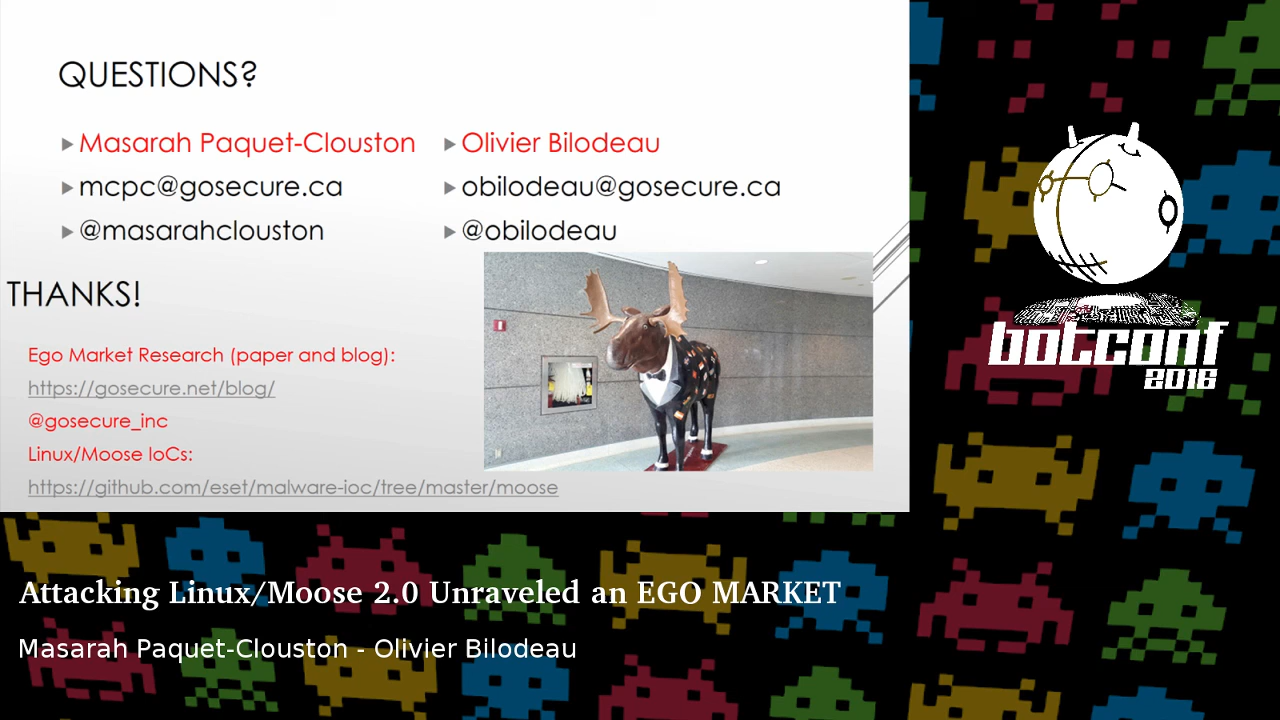 QUESTIONS?
Masarah Paquet-Clouston
mcpc@gosecure.ca
@masarahclouston
Olivier Bilodeau
obilodeau@gosecure.ca
@obilodeau
THANKS!
Ego Market Research (paper and blog):
https://gosecure.net/blog/
@gosecure_inc
Linux/Moose IoCs:
https://github.com/eset/malware-ioc/tree/master/moose
botconf
2016
Attacking Linux/Moose 2.0 Unraveled an EGO MARKET
Masarah Paquet-Clouston - Olivier Bilodeau